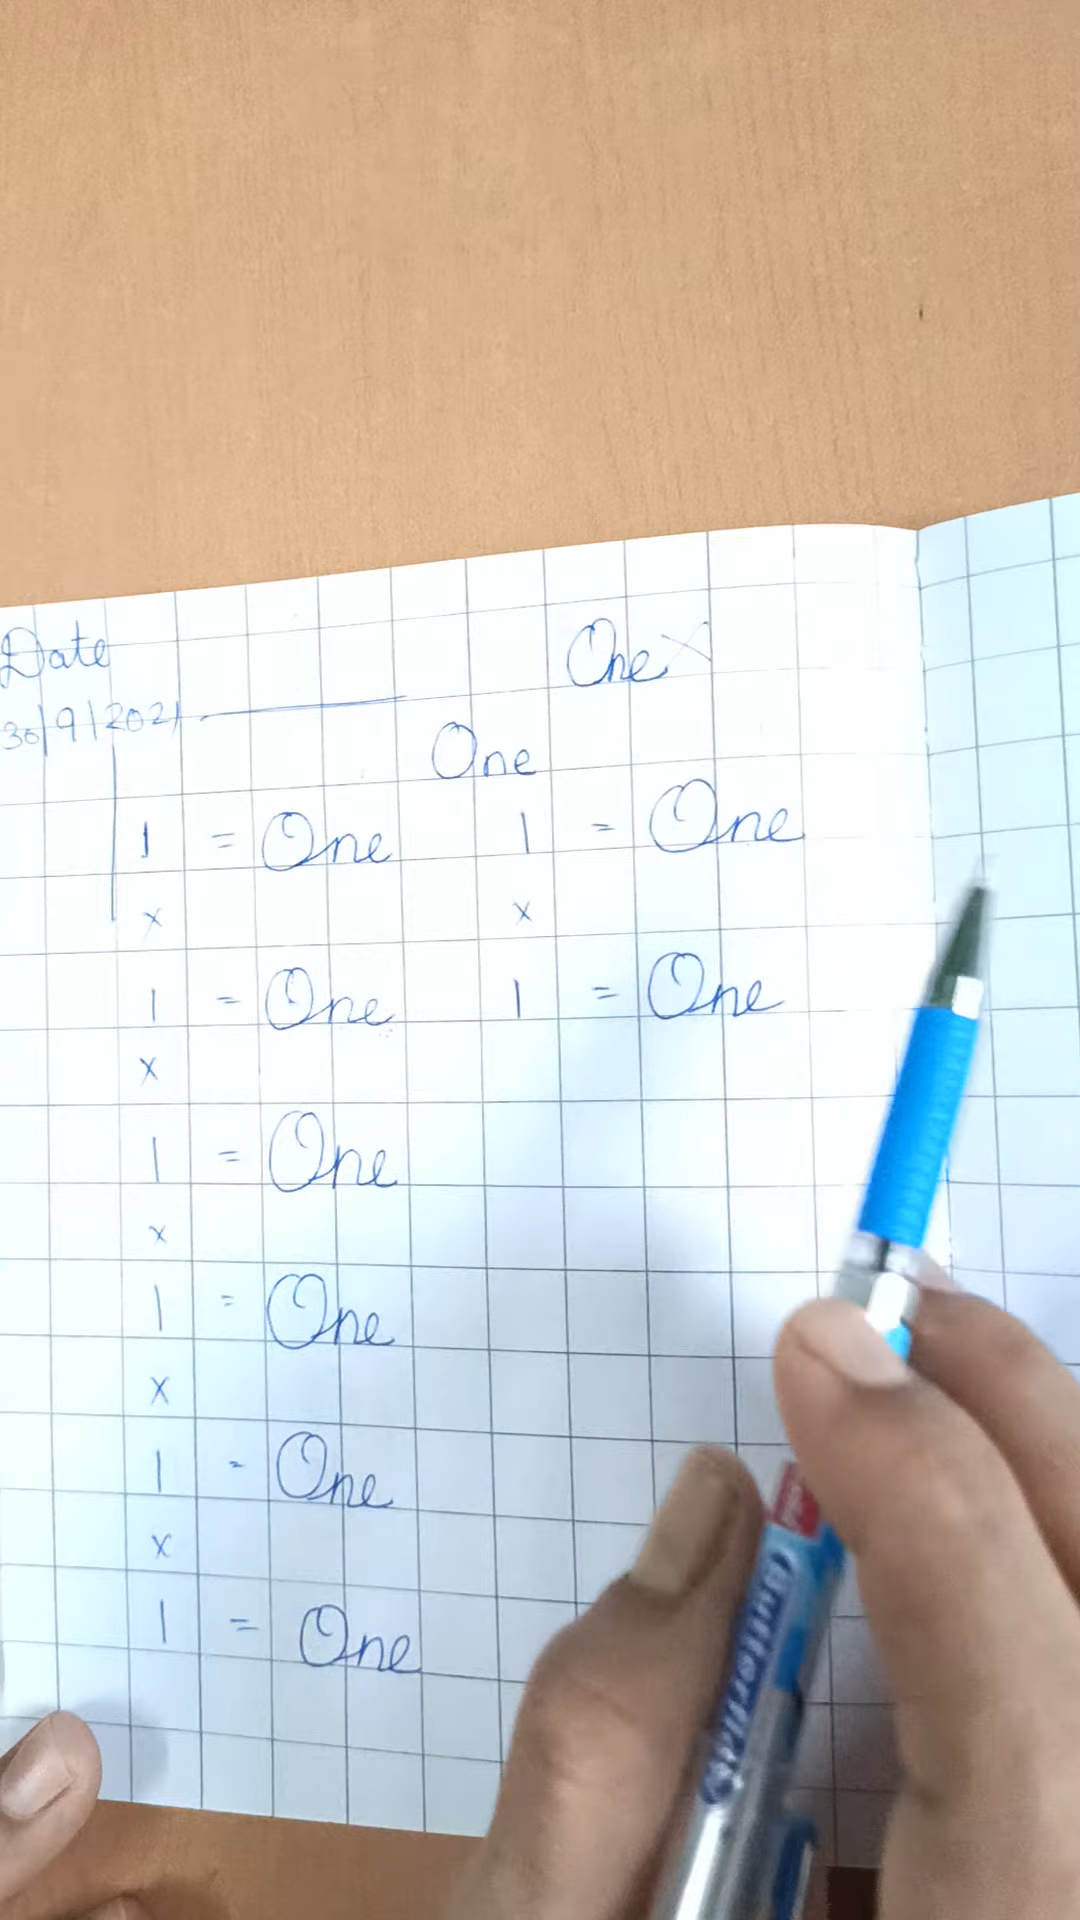 Date
One x
30/9/2021
One
1 = One 1 = One
x x
1 = One 1 = One
x
1 = One
x
1 = One
x
1 - One
x
1 = One